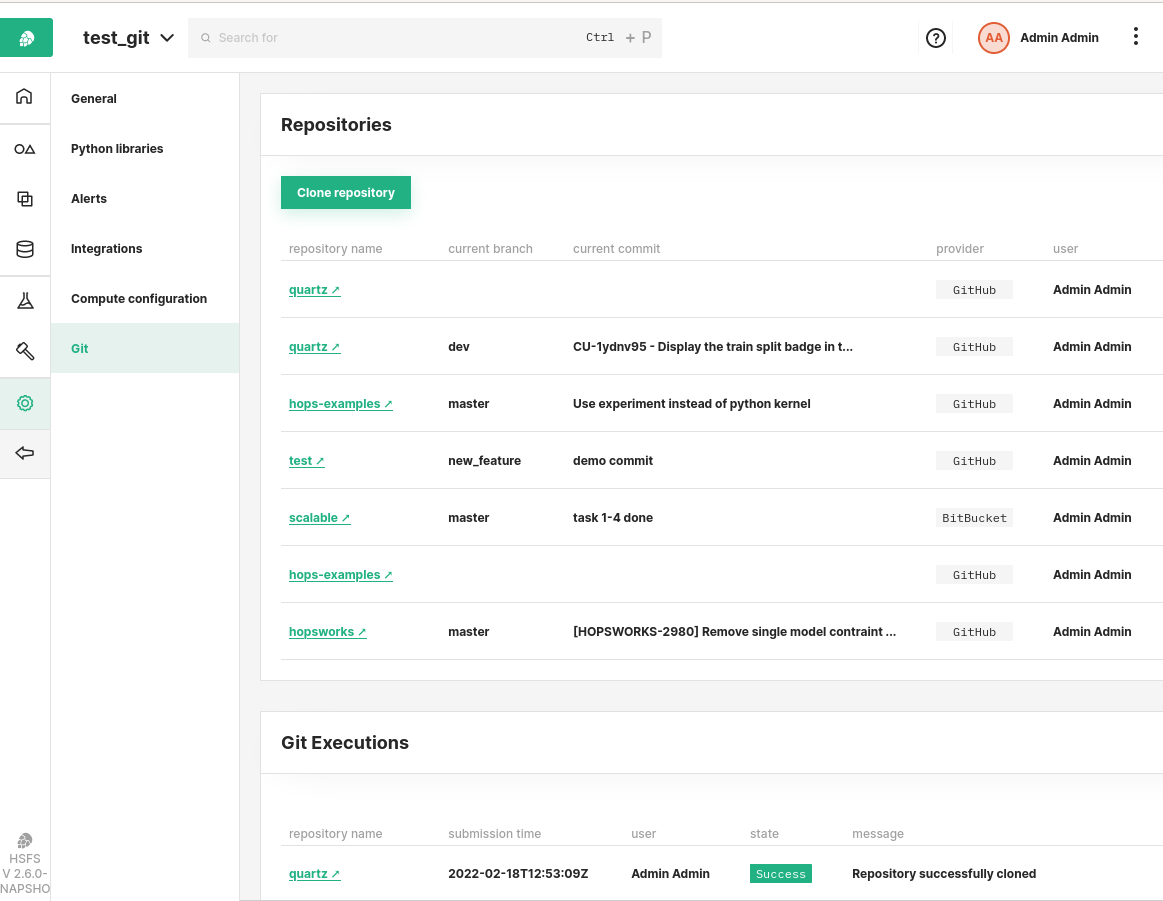 test_git
Search for
Ctrl + P
AA
Admin Admin
General
Python libraries
Alerts
Integrations
Compute configuration
Git
HSFS
V 2.6.0-
NAPSHO
Repositories
Clone repository
repository name current branch current commit provider user
quartz GitHub Admin Admin
quartz dev CU-1ydnv95 - Display the train split badge in t... GitHub Admin Admin
hops-examples master Use experiment instead of python kernel GitHub Admin Admin
test new_feature demo commit GitHub Admin Admin
scalable master task 1-4 done BitBucket Admin Admin
hops-examples GitHub Admin Admin
hopsworks master [HOPSWORKS-2980] Remove single model contraint ... GitHub Admin Admin
Git Executions
repository name submission time user state message
quartz 2022-02-18T12:53:09Z Admin Admin Success Repository successfully cloned